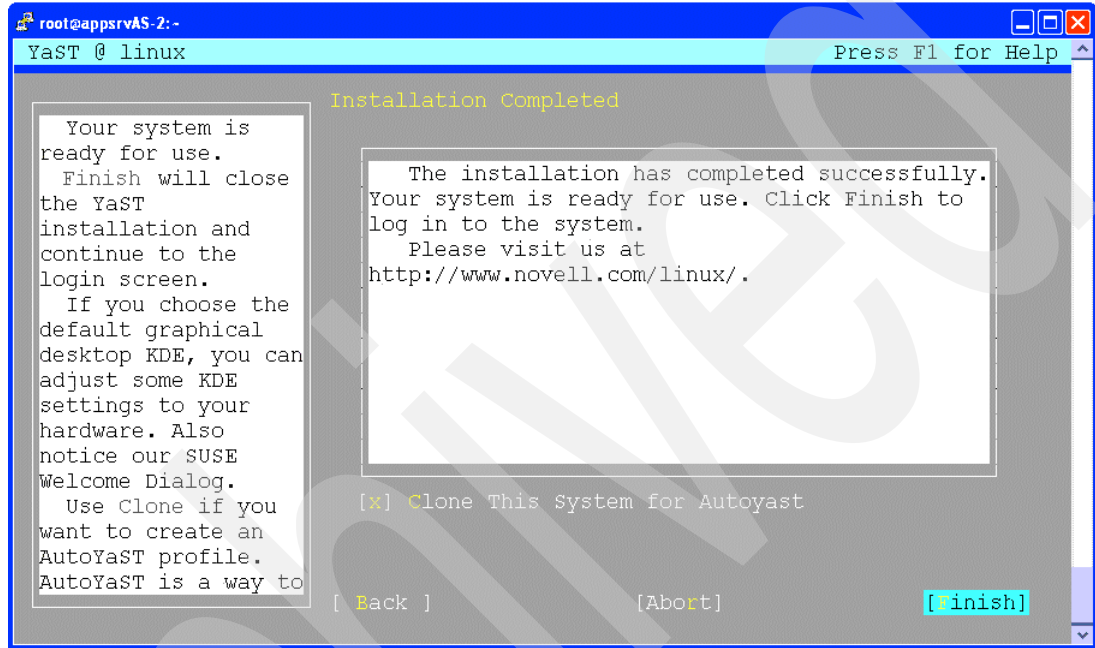 root@appsrvAS-2:~
YaST @ linux Press F1 for Help
Installation Completed
Your system is
ready for use.
Finish will close
the YaST
installation and
continue to the
login screen.
If you choose the
default graphical
desktop KDE, you can
adjust some KDE
settings to your
hardware. Also
notice our SUSE
Welcome Dialog.
Use Clone if you
want to create an
AutoYaST profile.
AutoYaST is a way to
The installation has completed successfully.
Your system is ready for use. Click Finish to
log in to the system.
Please visit us at
http://www.novell.com/linux/.
[x] Clone This System for Autoyast
[ Back ] [Abort] [Finish]